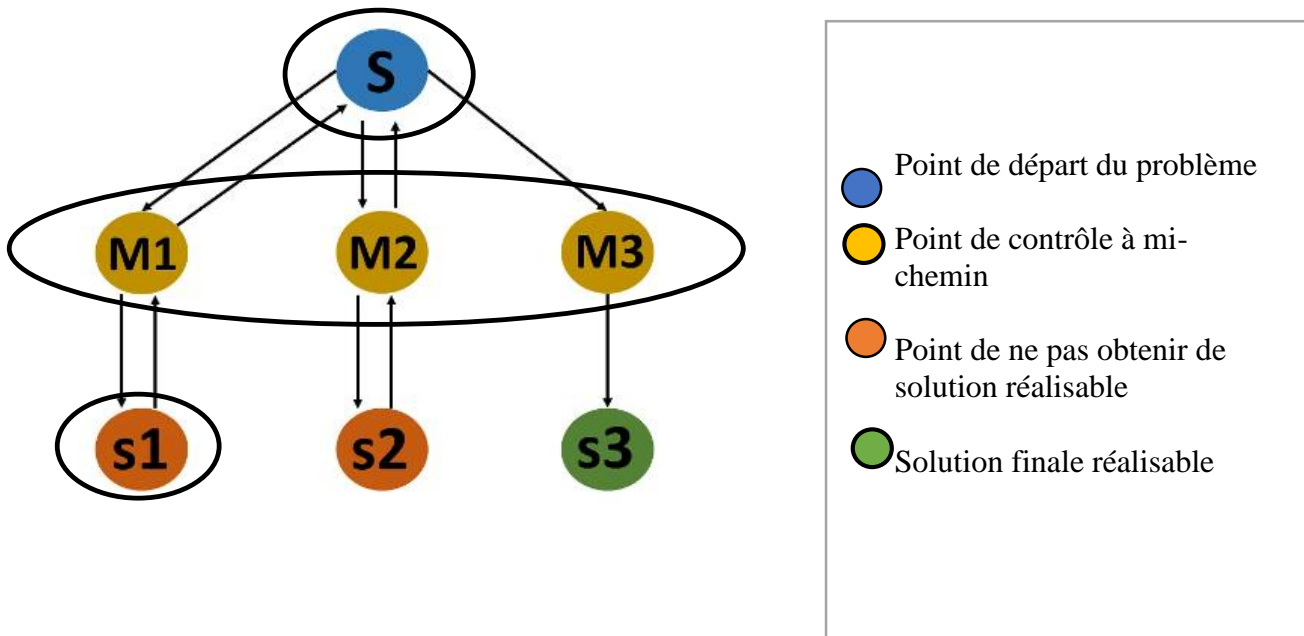 S
M1
M2
M3
s1
s2
s3
Point de départ du problème
Point de contrôle à mi-
chemin
Point de ne pas obtenir de
solution réalisable
Solution finale réalisable